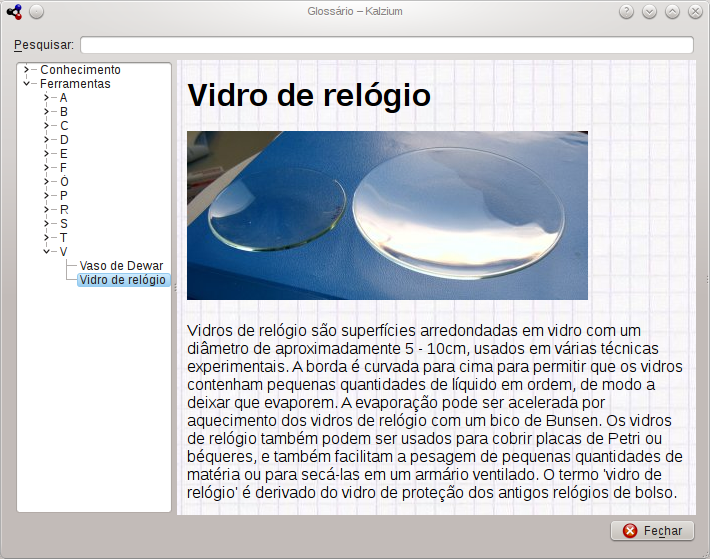 Glossário – Kalzium
Pesquisar:
Conhecimento
Ferramentas
A
B
C
D
E
F
Ó
P
R
S
T
V
Vaso de Dewar
Vidro de relógio
Vidro de relógio
Vidros de relógio são superfícies arredondadas em vidro com um
diâmetro de aproximadamente 5 - 10cm, usados em várias técnicas
experimentais. A borda é curvada para cima para permitir que os vidros
contenham pequenas quantidades de líquido em ordem, de modo a
deixar que evaporem. A evaporação pode ser acelerada por
aquecimento dos vidros de relógio com um bico de Bunsen. Os vidros
de relógio também podem ser usados para cobrir placas de Petri ou
béqueres, e também facilitam a pesagem de pequenas quantidades de
matéria ou para secá-las em um armário ventilado. O termo 'vidro de
relógio' é derivado do vidro de proteção dos antigos relógios de bolso.
Fechar